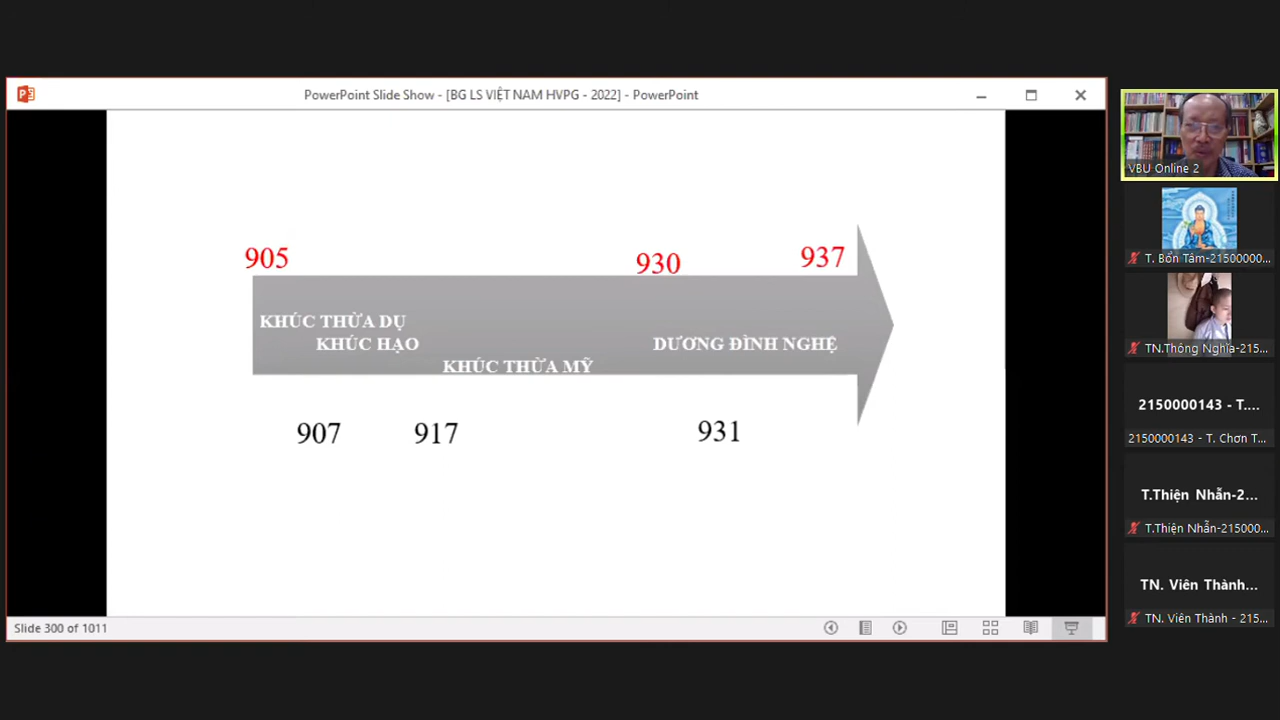 PowerPoint Slide Show - [BG LS VIỆT NAM HVPG - 2022] - PowerPoint
905
930
937
KHÚC THỪA DỤ
KHÚC HẠO
DƯƠNG ĐÌNH NGHỆ
KHÚC THỪA MỸ
907
917
931
Slide 300 of 1011
VBU Online 2
T. Bổn Tâm-21500000...
TN.Thông Nghĩa-215...
2150000143 - T....
2150000143 - T. Chơn T...
T.Thiện Nhẫn-2...
T.Thiện Nhẫn-215000...
TN. Viên Thành...
TN. Viên Thành - 215...